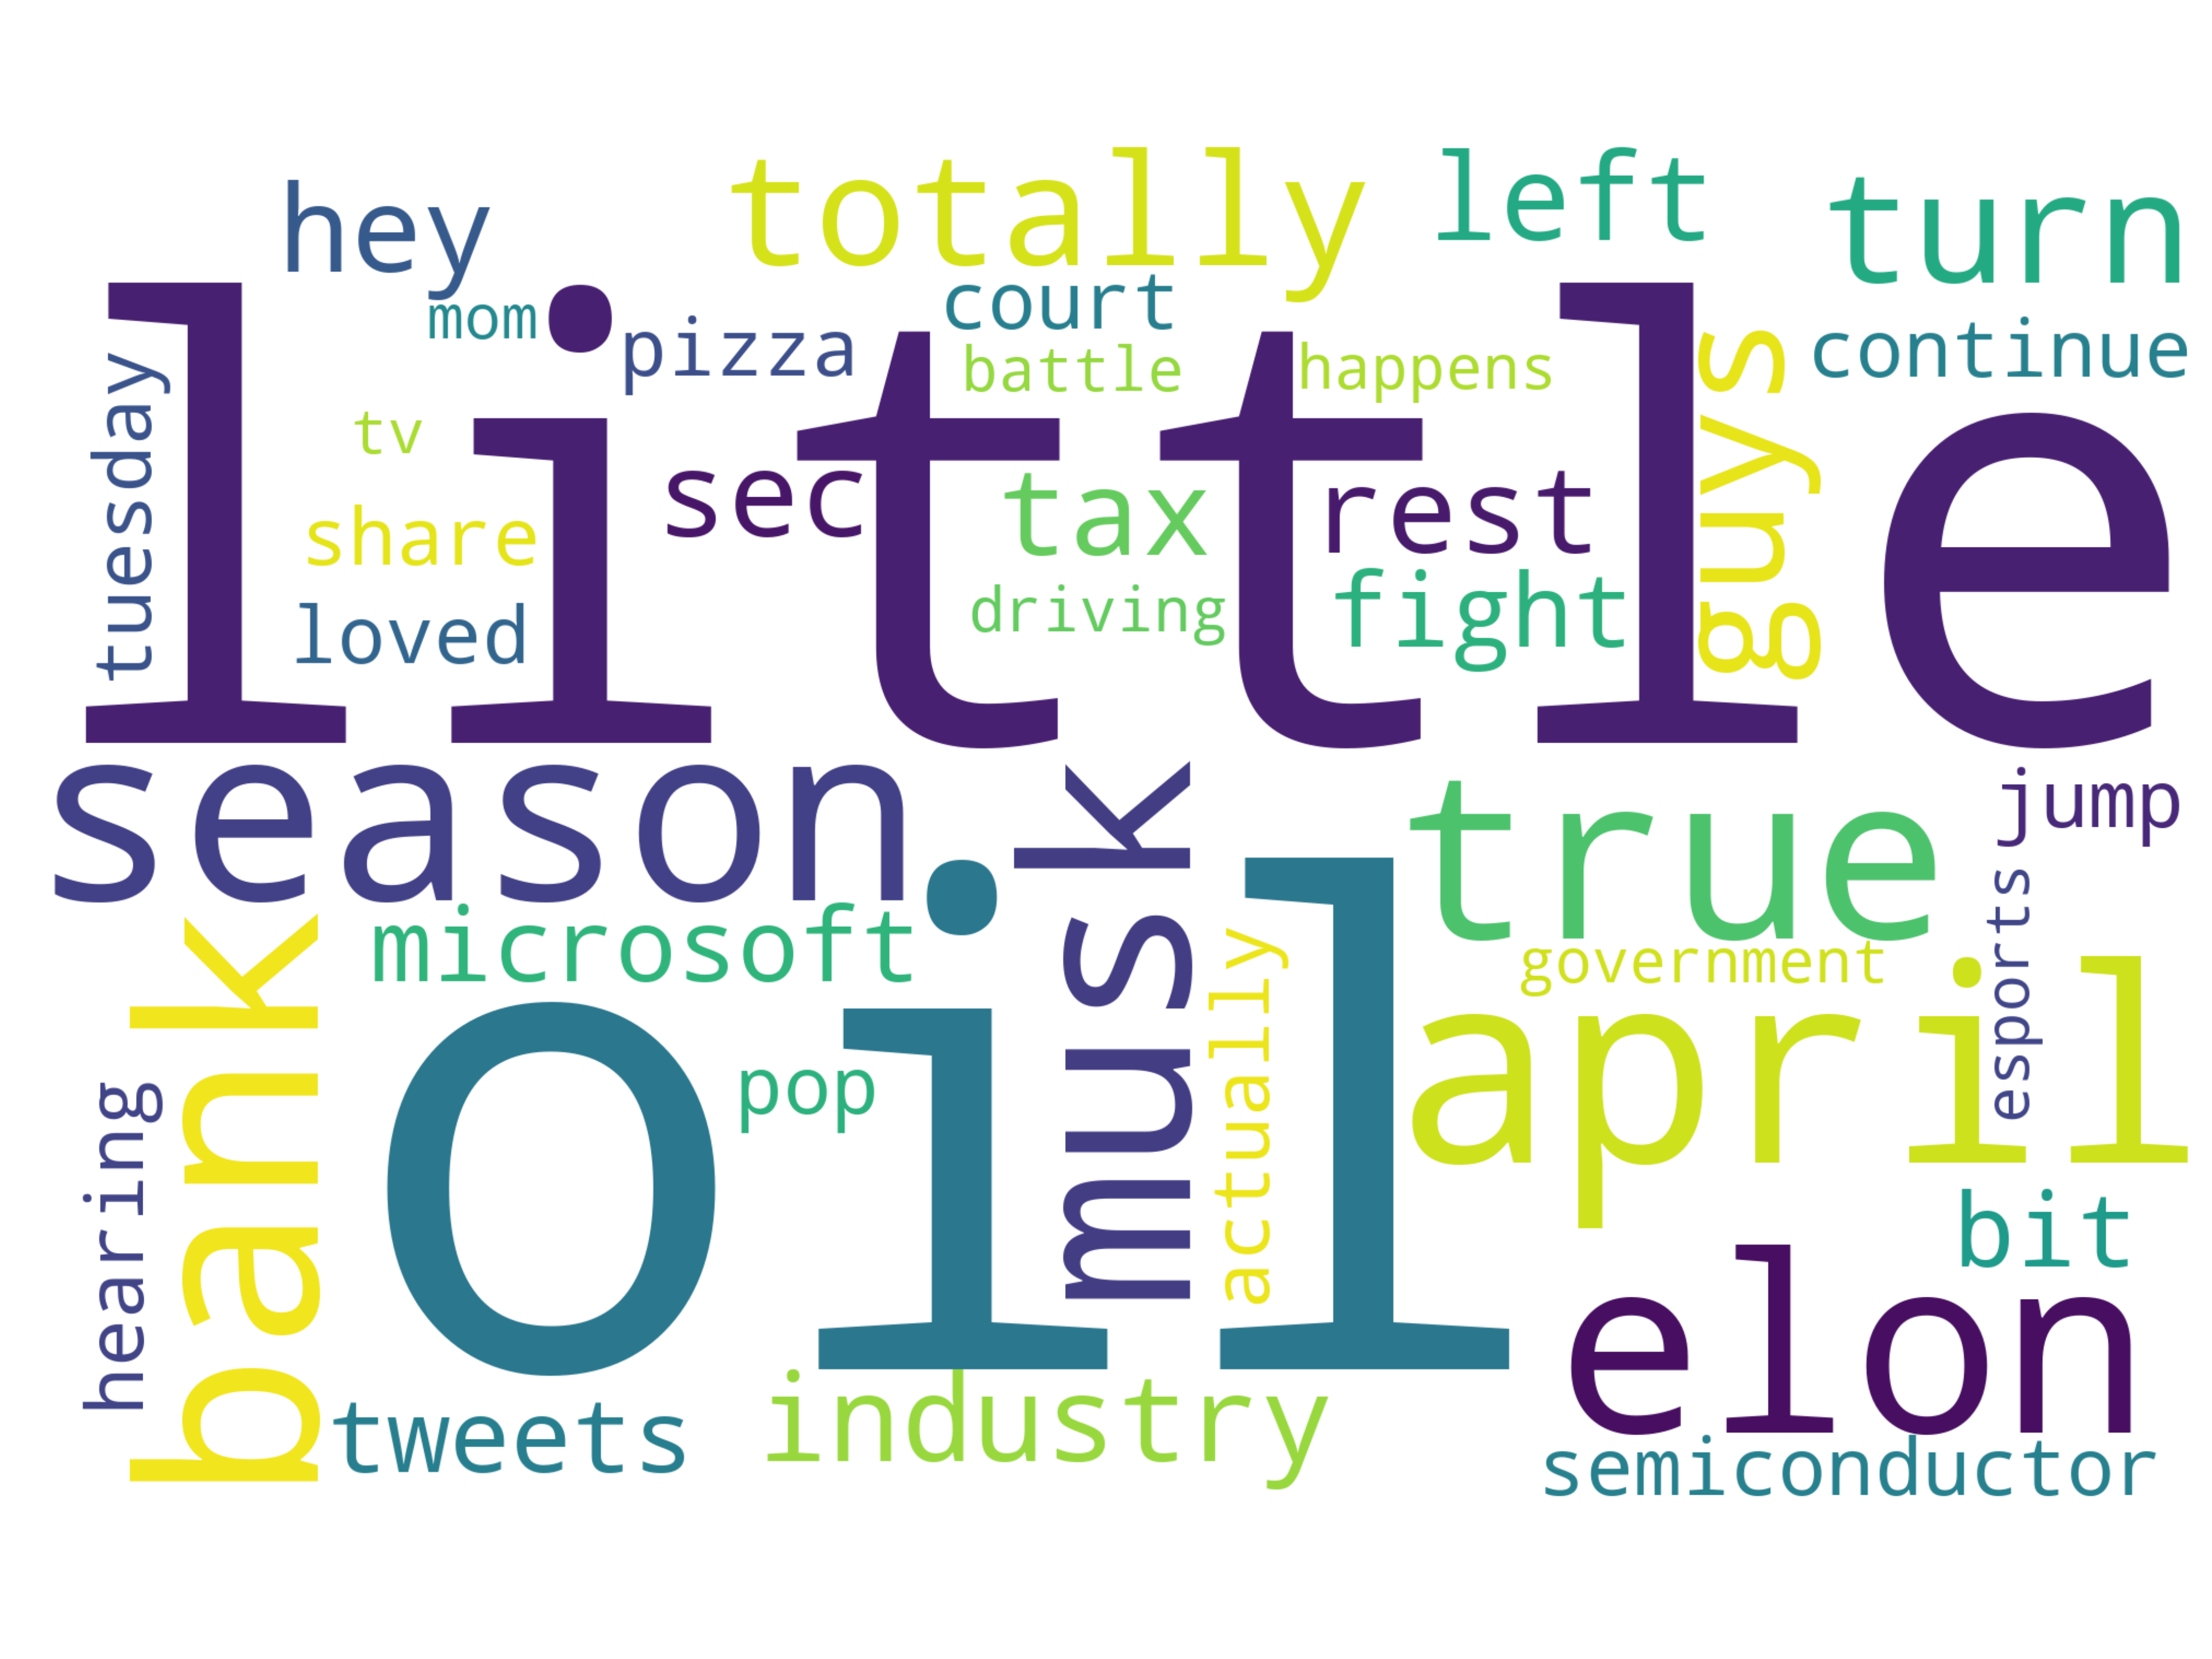 hey
totally
left
turn
mom
pizza
court
continue
battle
happens
tuesday
little
guys
tv
sec
tax
rest
share
driving
fight
loved
season
musk
true
jump
microsoft
government
esports
bank
oil
april
pop
actually
hearing
bit
elon
tweets
industry
semiconductor